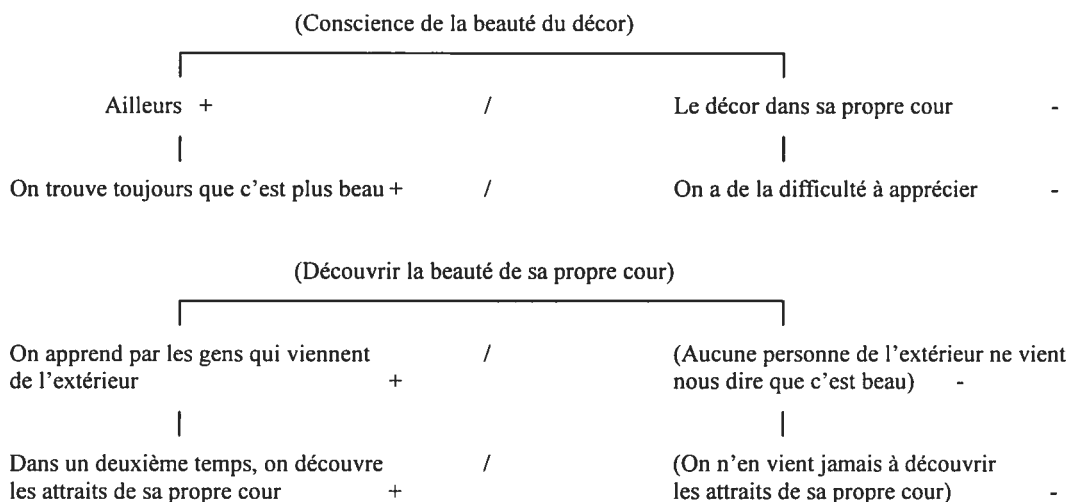 (Conscience de la beauté du décor)
Ailleurs + / Le décor dans sa propre cour -
On trouve toujours que c'est plus beau + / On a de la difficulté à apprécier -
(Découvrir la beauté de sa propre cour)
On apprend par les gens qui viennent / (Aucune personne de l'extérieur ne vient
de l'extérieur + nous dire que c'est beau) -
Dans un deuxième temps, on découvre / (On n'en vient jamais à découvrir
les attraits de sa propre cour + les attraits de sa propre cour) -